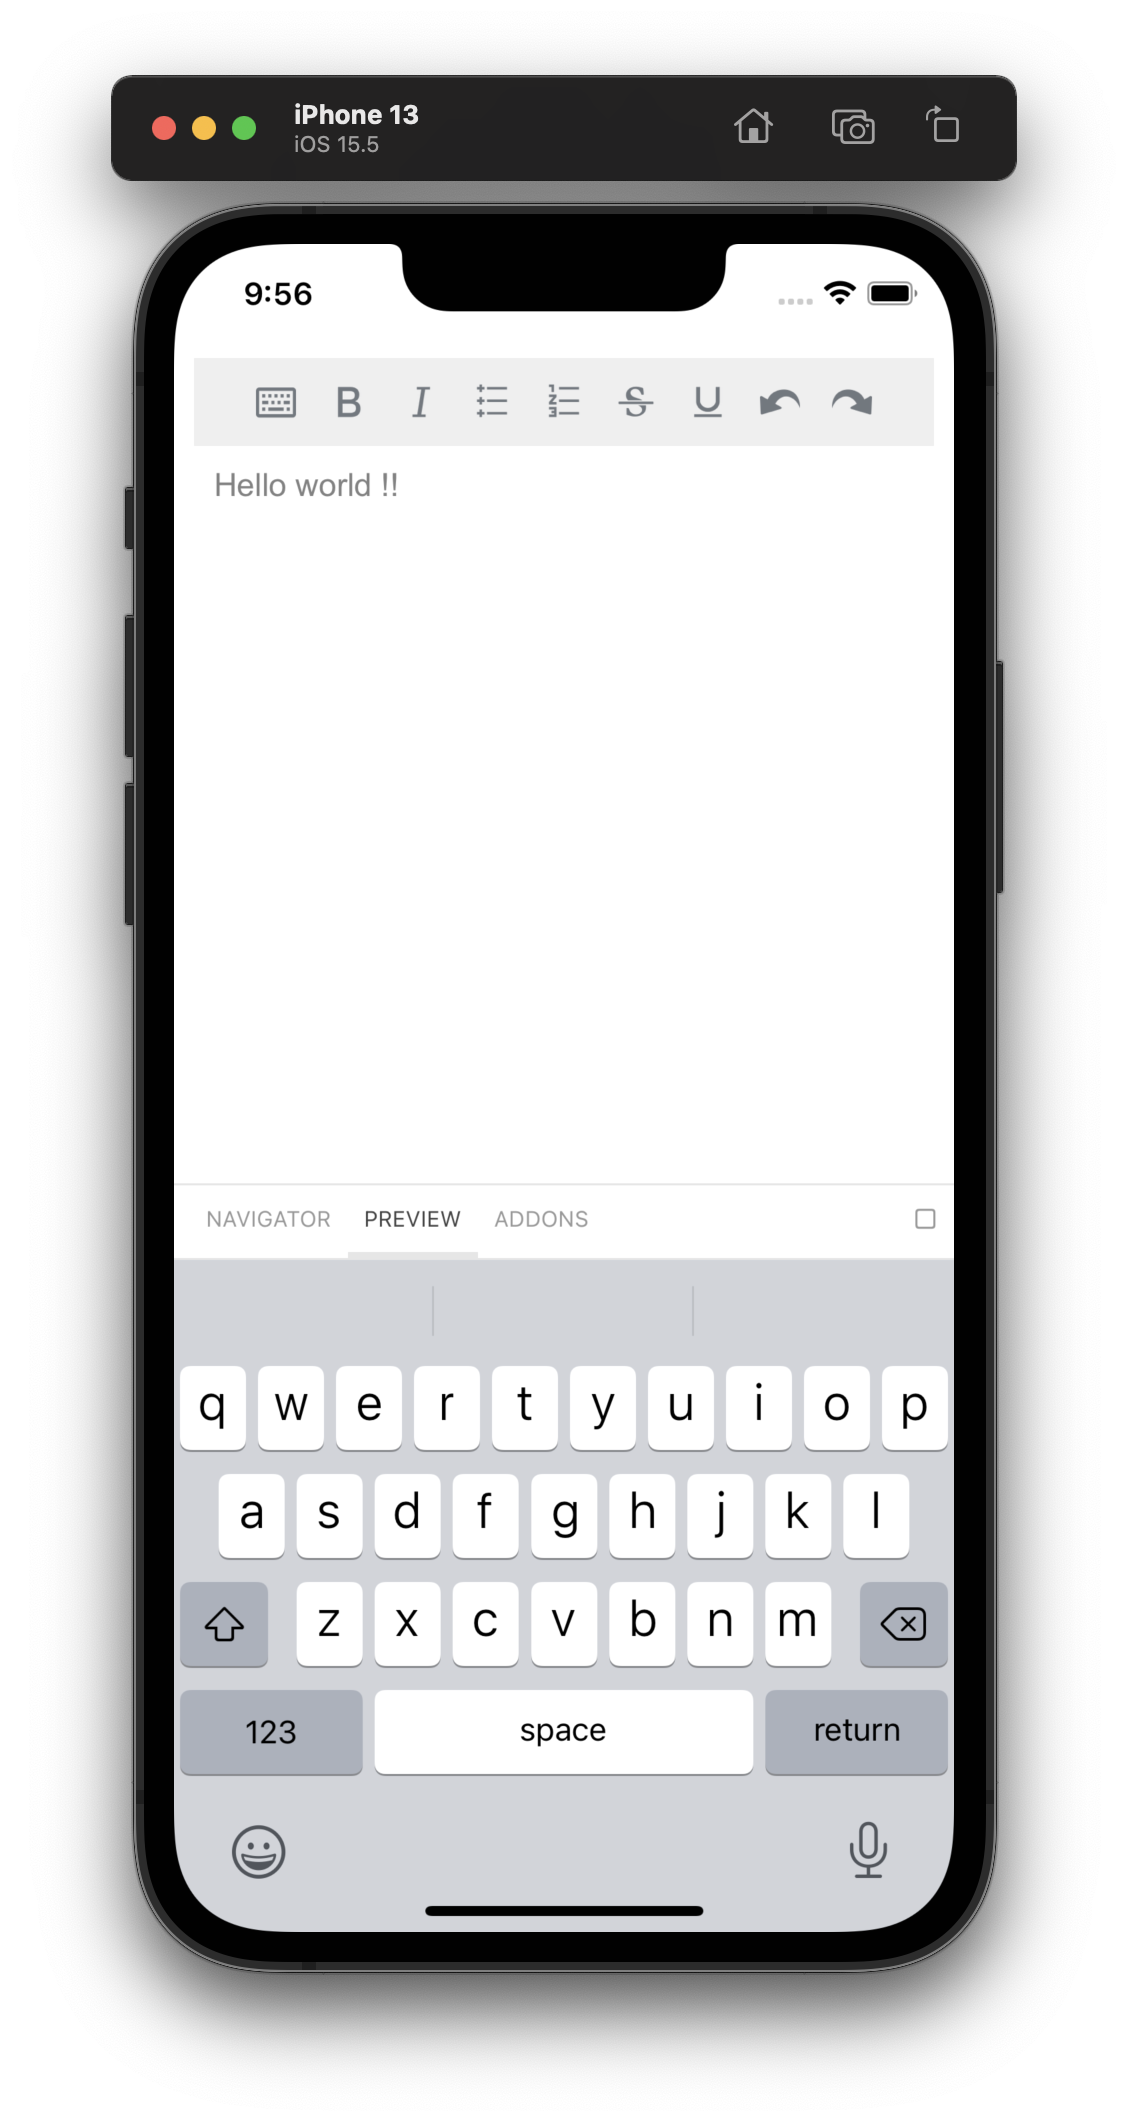 iPhone 13
iOS 15.5
9:56
B I S U
Hello world !!
NAVIGATOR PREVIEW ADDONS
q w e r t y u i o p
a s d f g h j k l
z x c v b n m
123 space return